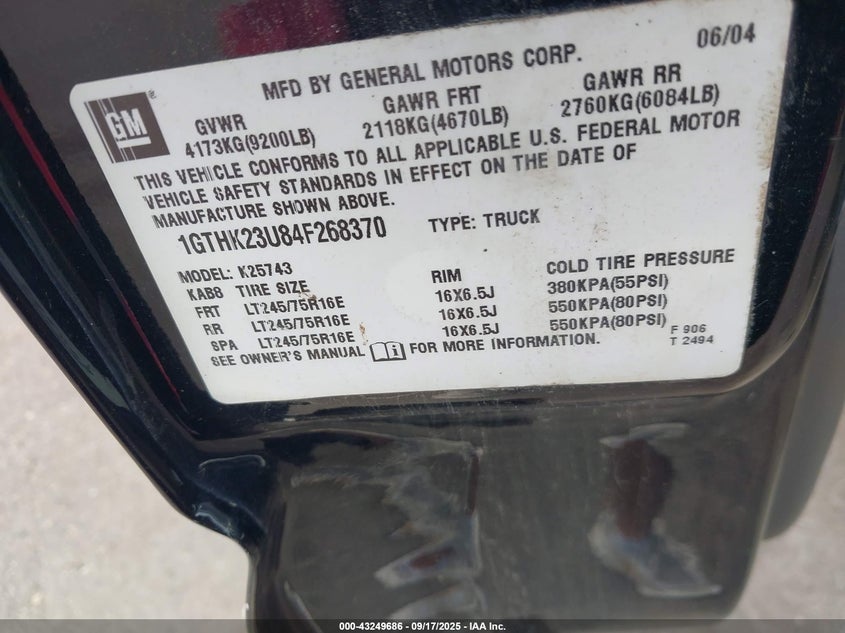 06/04
MFD BY GENERAL MOTORS CORP.
GM
®
GVWR GAWR FRT GAWR RR
4173KG(9200LB) 2118KG(4670LB) 2760KG(6084LB)
THIS VEHICLE CONFORMS TO ALL APPLICABLE U.S. FEDERAL MOTOR
VEHICLE SAFETY STANDARDS IN EFFECT ON THE DATE OF
MANUFACTURE SHOWN ABOVE.
1GTHK23U84F268370 TYPE: TRUCK
MODEL: K25743
KAB8 TIRE SIZE RIM COLD TIRE PRESSURE
FRT LT245/75R16E 16X6.5J 380KPA(55PSI)
RR LT245/75R16E 16X6.5J 550KPA(80PSI)
SPA LT245/75R16E 16X6.5J 550KPA(80PSI)
SEE OWNER'S MANUAL FOR MORE INFORMATION.
F 906
T 2494
000-43249686 - 09/17/2025 - IAA Inc.